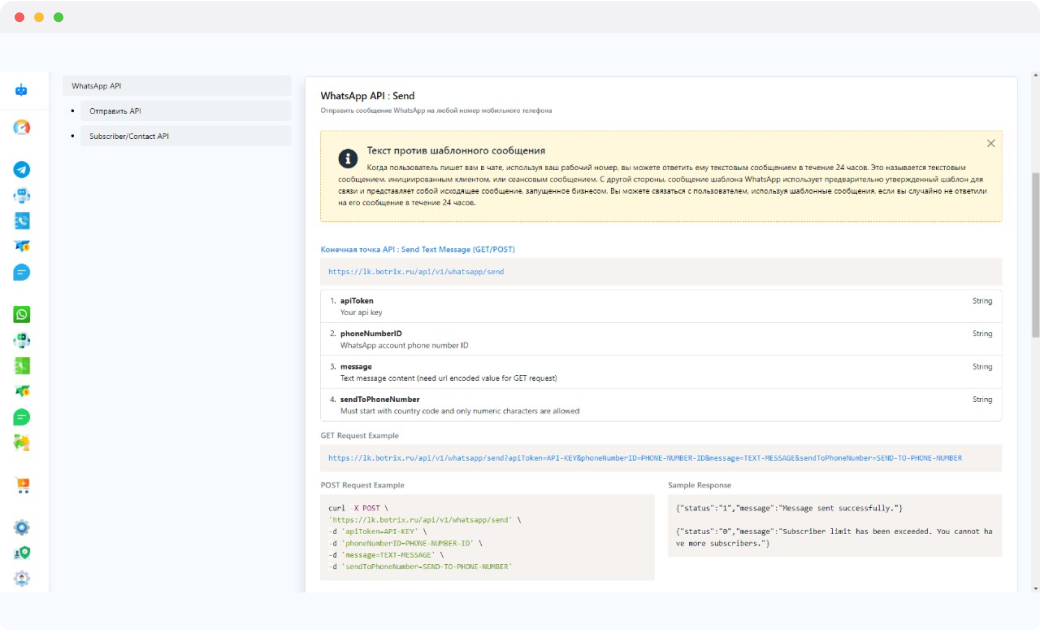 WhatsApp API
Отправить API
Subscriber/Contact API
WhatsApp API : Send
Отправить сообщение WhatsApp на любой номер мобильного телефона
Текст против шаблонного сообщения
Когда пользователь пишет вам в чате, используя ваш рабочий номер, вы можете ответить ему текстовым сообщением в течение 24 часов. Это называется текстовым
сообщением, инициированным клиентом, или сеансовым сообщением. С другой стороны, сообщение шаблона WhatsApp использует предварительно утвержденный шаблон для
связи и представляет собой исходящее сообщение, запущенное бизнесом. Вы можете связаться с пользователем, используя шаблонные сообщения, если вы случайно не ответили
на его сообщение в течение 24 часов.
Конечная точка API : Send Text Message (GET/POST)
https://lk.botrix.ru/api/v1/whatsapp/send
1. apiToken String
Your api key
2. phoneNumberID String
WhatsApp account phone number ID
3. message String
Text message content (need url encoded value for GET request)
4. sendToPhoneNumber String
Must start with country code and only numeric characters are allowed
GET Request Example
https://lk.botrix.ru/api/v1/whatsapp/send?apiToken=API-KEY&phoneNumberID=PHONE-NUMBER-ID&message=TEXT-MESSAGE&sendToPhoneNumber=SEND-TO-PHONE-NUMBER
POST Request Example
curl -X POST \
'https://lk.botrix.ru/api/v1/whatsapp/send' \
-d 'apiToken=API-KEY' \
-d 'phoneNumberID=PHONE-NUMBER-ID' \
-d 'message=TEXT-MESSAGE' \
-d 'sendToPhoneNumber=SEND-TO-PHONE-NUMBER'
Sample Response
{"status":"1","message":"Message sent successfully."}
{"status":"0","message":"Subscriber limit has been exceeded. You cannot ha
ve more subscribers."}